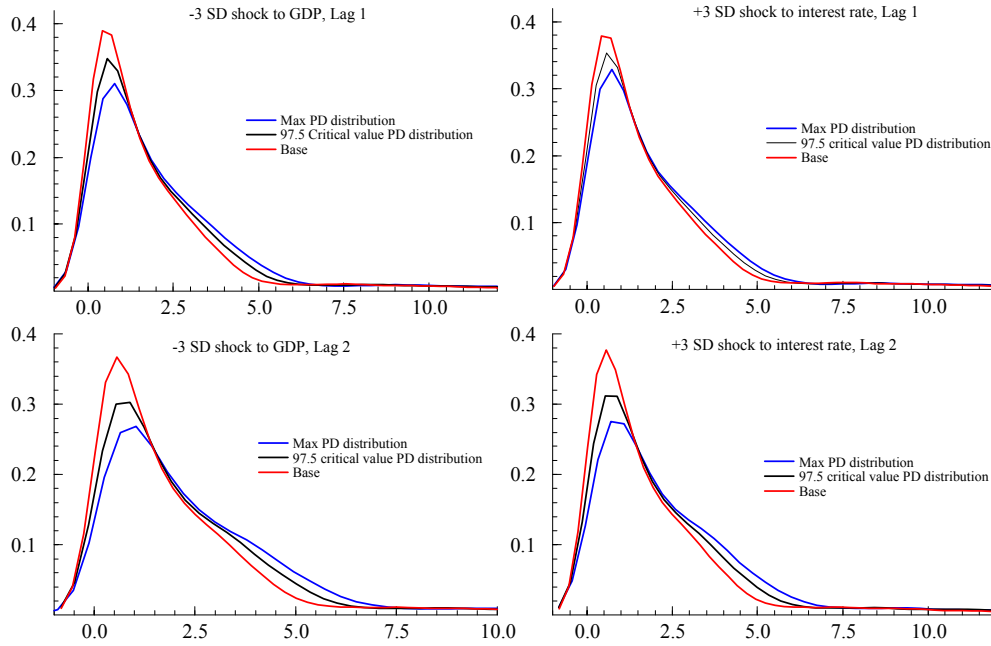 -3 SD shock to GDP, Lag 1
0.4
0.3
0.2
0.1
Max PD distribution
97.5 Critical value PD distribution
Base
0.0 2.5 5.0 7.5 10.0
+3 SD shock to interest rate, Lag 1
0.4
0.3
0.2
0.1
Max PD distribution
97.5 critical value PD distribution
Base
0.0 2.5 5.0 7.5 10.0
-3 SD shock to GDP, Lag 2
0.4
0.3
0.2
0.1
Max PD distribution
97.5 critical value PD distribution
Base
0.0 2.5 5.0 7.5 10.0
+3 SD shock to interest rate, Lag 2
0.4
0.3
0.2
0.1
Max PD distribution
97.5 critical value PD distribution
Base
0.0 2.5 5.0 7.5 10.0